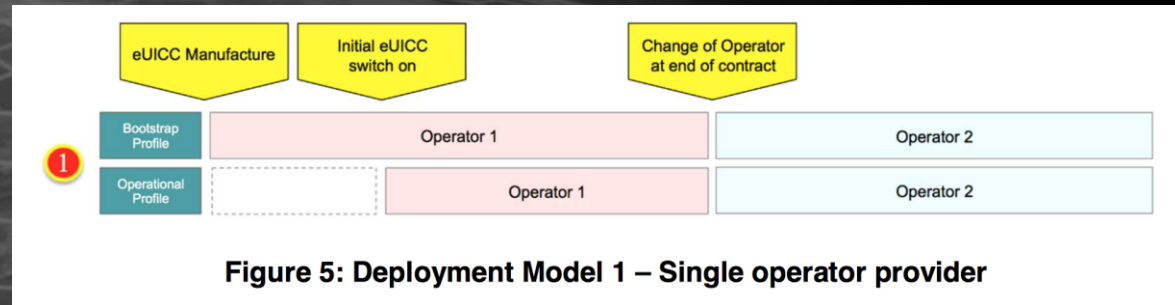 eUICC Manufacture
Initial eUICC
switch on
Change of Operator
at end of contract
1
Bootstrap
Profile
Operator 1
Operator 2
Operational
Profile
Operator 1
Operator 2
Figure 5: Deployment Model 1 – Single operator provider